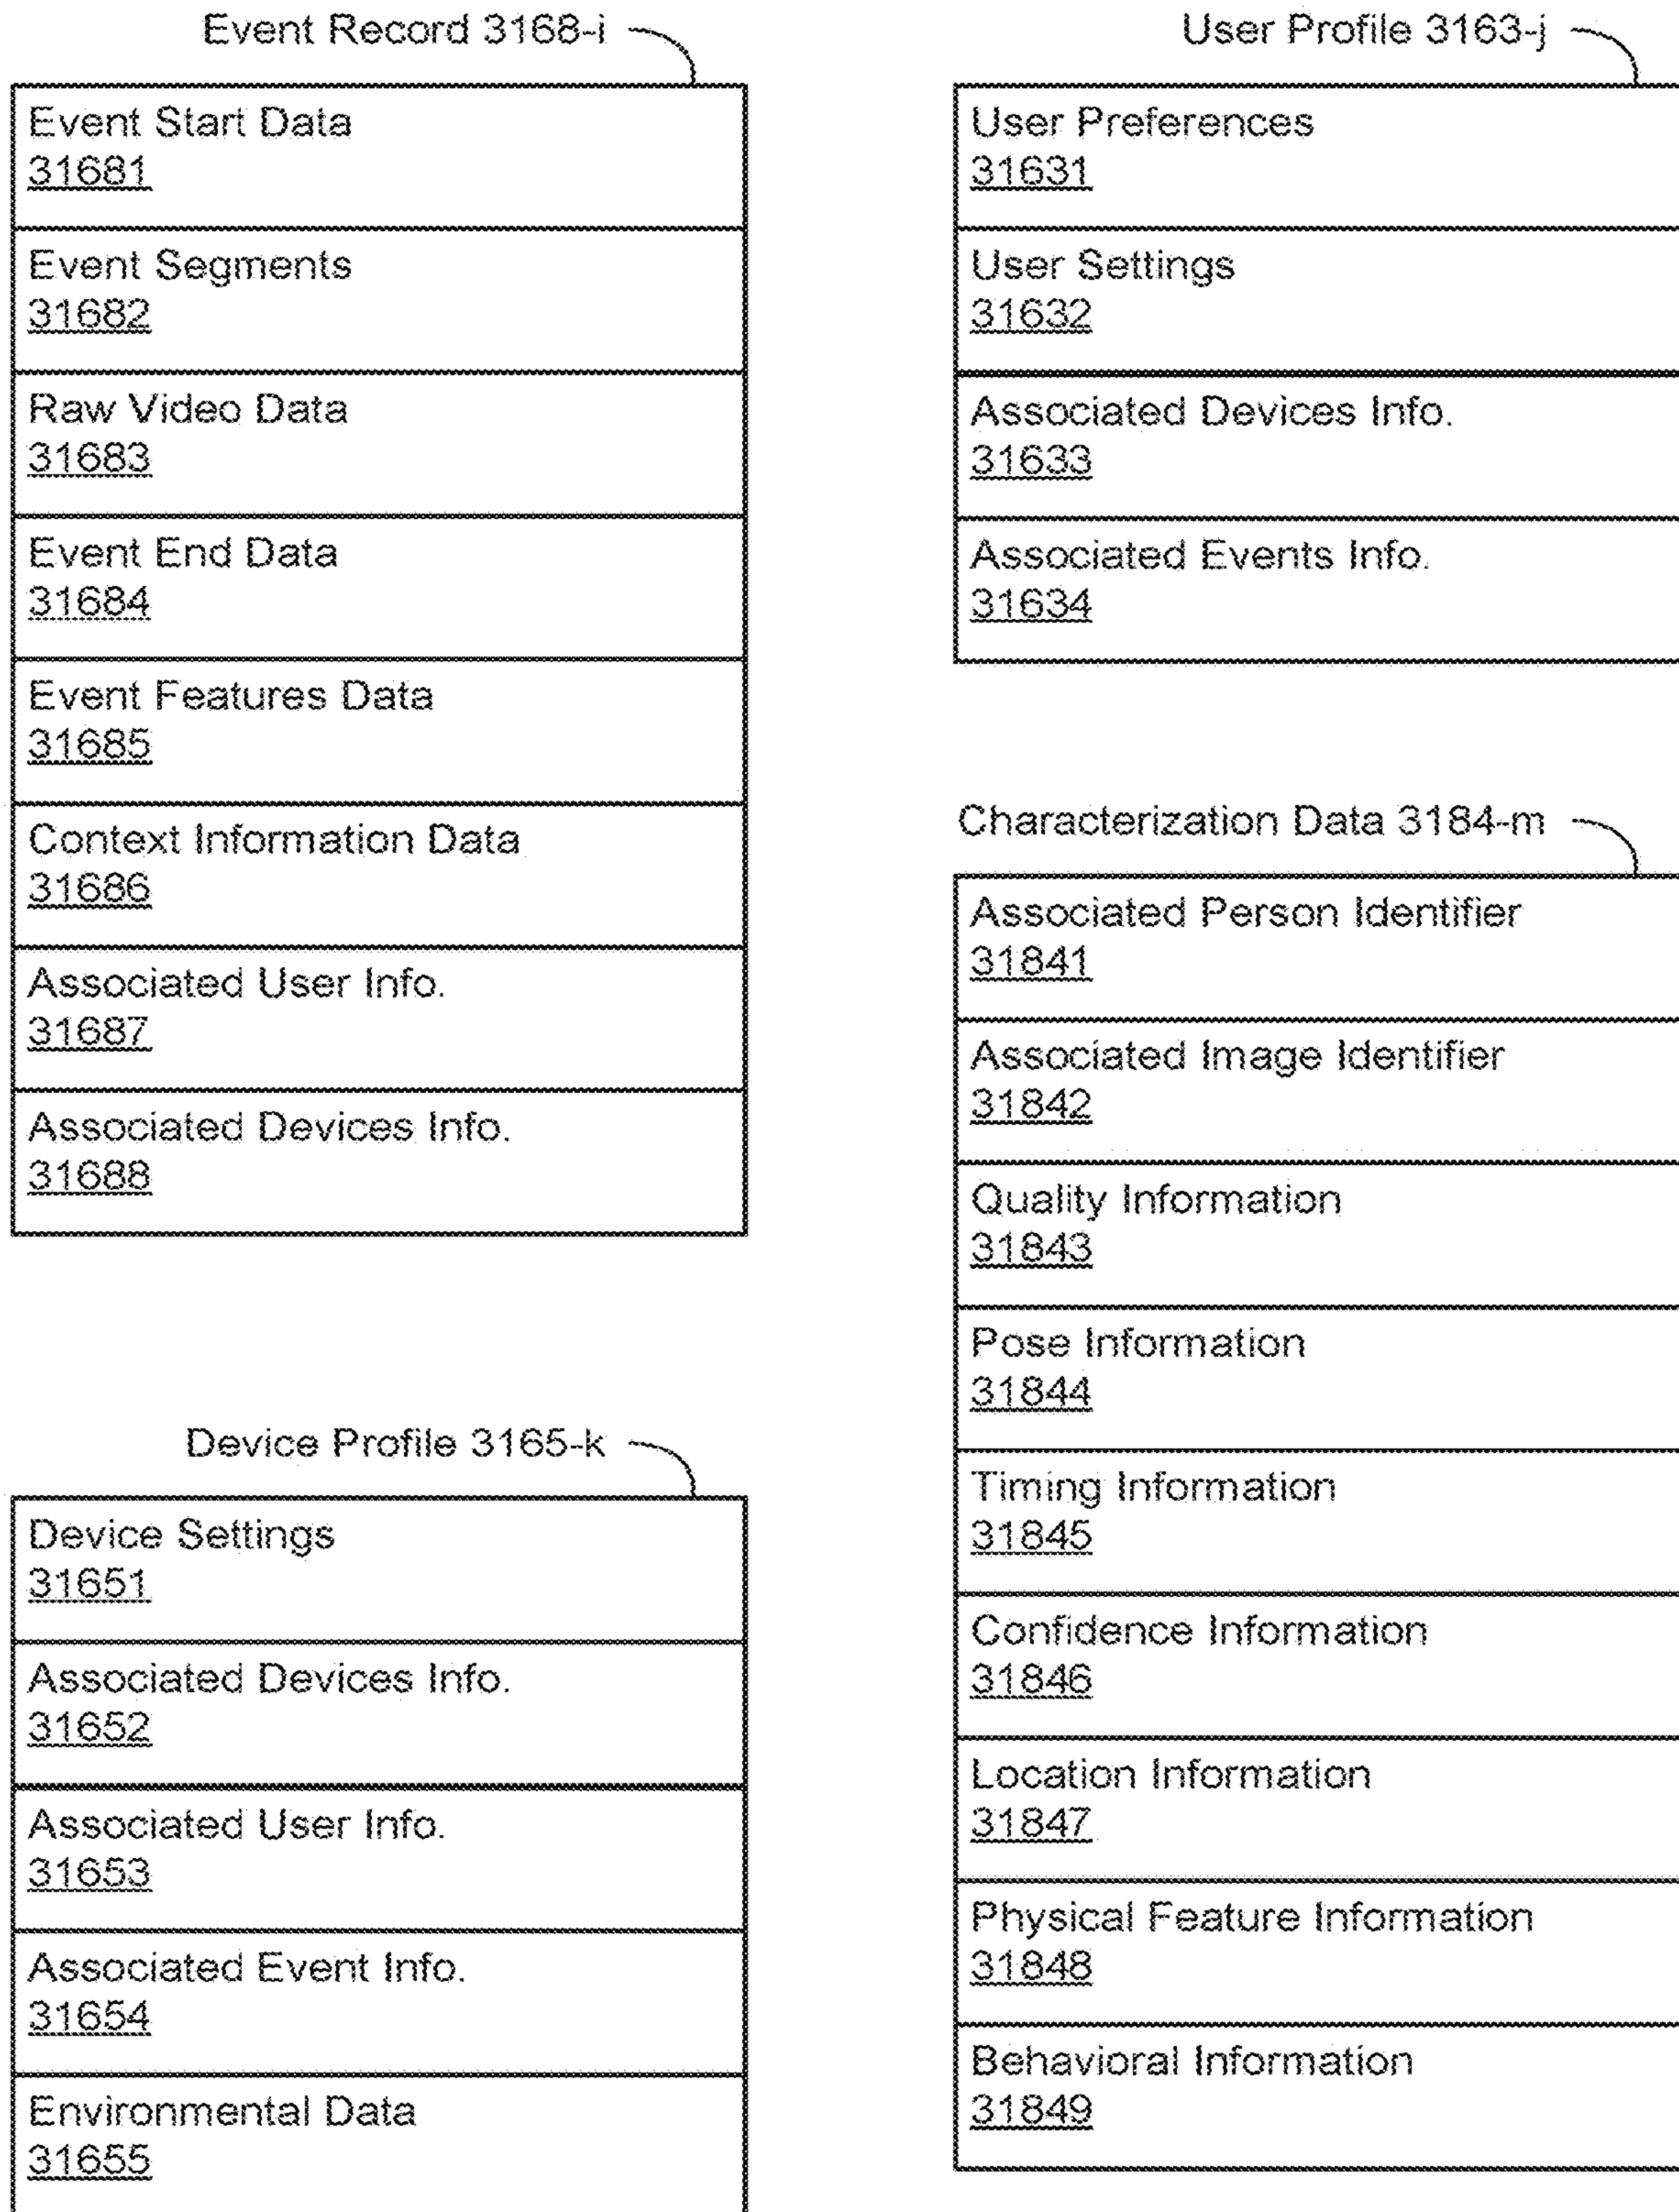 Event Record 3168-i
Event Start Data
31681
Event Segments
31682
Raw Video Data
31683
Event End Data
31684
Event Features Data
31685
Context Information Data
31686
Associated User Info.
31687
Associated Devices Info.
31688
Device Profile 3165-k
Device Settings
31651
Associated Devices Info.
31652
Associated User Info.
31653
Associated Event Info.
31654
Environmental Data
31655
User Profile 3163-j
User Preferences
31631
User Settings
31632
Associated Devices Info.
31633
Associated Events Info.
31634
Characterization Data 3184-m
Associated Person Identifier
31841
Associated Image Identifier
31842
Quality Information
31843
Pose Information
31844
Timing Information
31845
Confidence Information
31846
Location Information
31847
Physical Feature Information
31848
Behavioral Information
31849